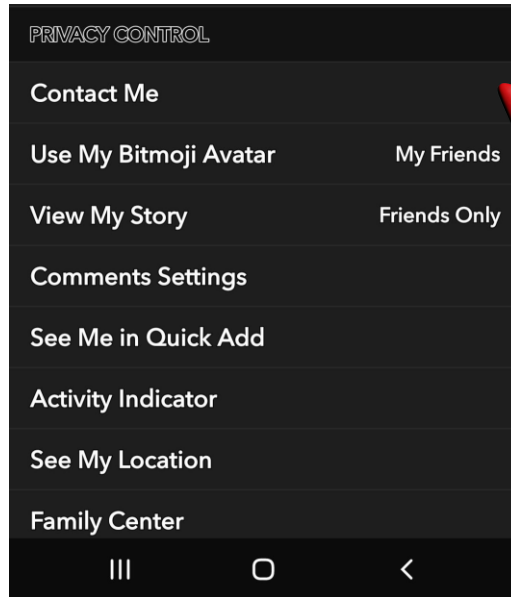 PRIVACY CONTROL
Contact Me
Use My Bitmoji Avatar My Friends
View My Story Friends Only
Comments Settings
See Me in Quick Add
Activity Indicator
See My Location
Family Center